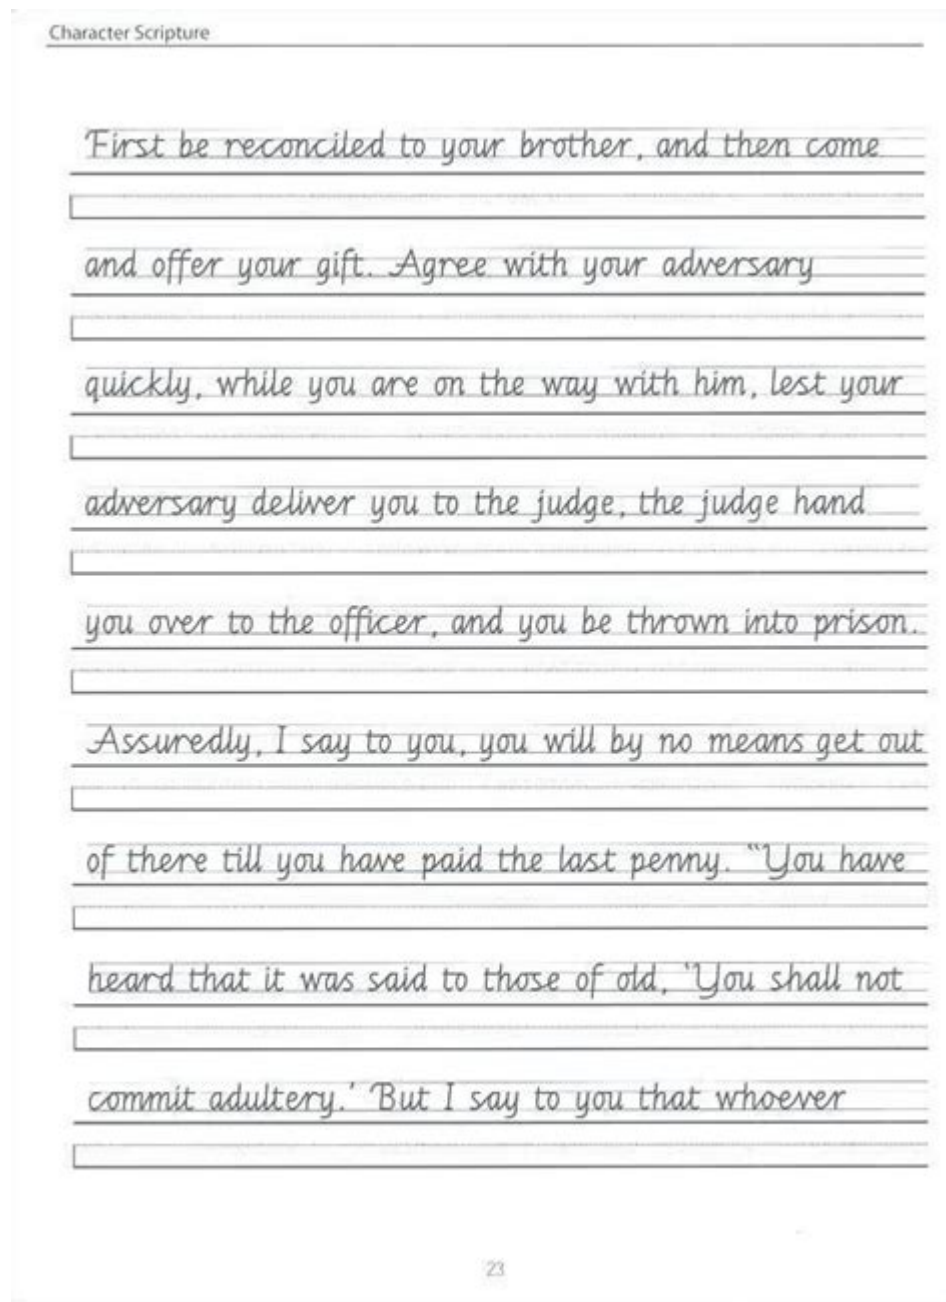 Character Scripture
First be reconciled to your brother, and then come
and offer your gift. Agree with your adversary
quickly, while you are on the way with him, lest your
adversary deliver you to the judge, the judge hand
you over to the officer, and you be thrown into prison.
Assuredly, I say to you, you will by no means get out
of there till you have paid the last penny. “You have
heard that it was said to those of old, ‘You shall not
commit adultery.’ But I say to you that whoever
23